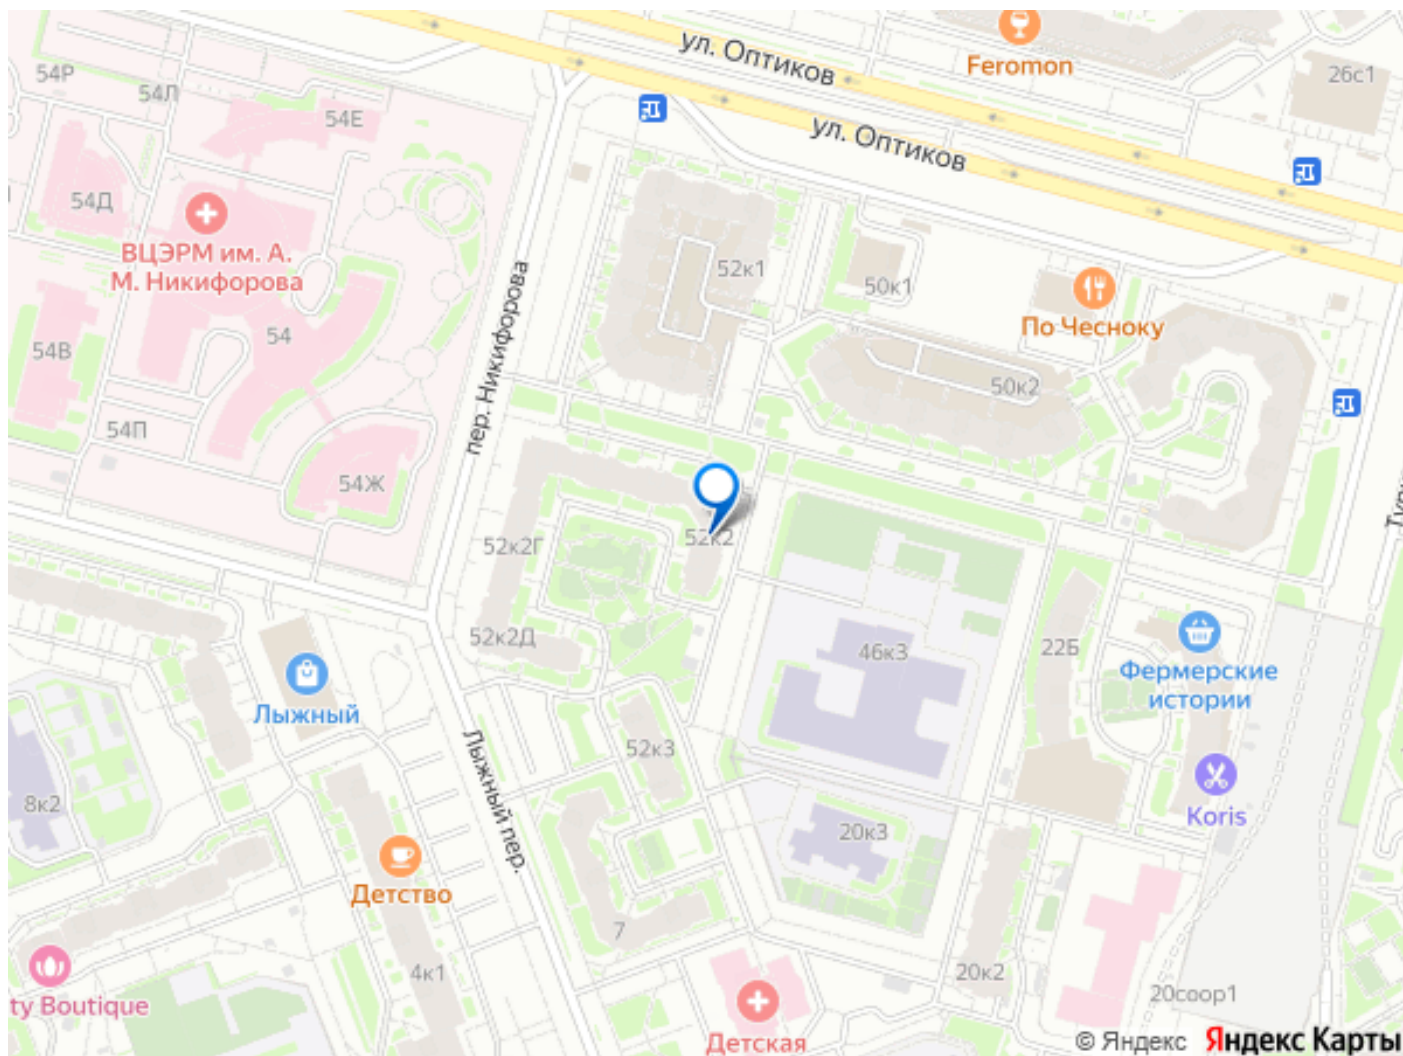 ул. Оптиков
Feromon
26с1
54Р
54Л
54Е
ул. Оптиков
54Д
ВЦЭРМ им. А.
М. Никифорова
52к1
50к1
По Чесноку
пер. Никифорова
54
54В
50к2
54П
54Ж
52к2
52к2Г
52к2Д
46к3
22Б
Фермерские
истории
Лыжный
52к3
Лыжный пер.
8к2
20к3
Koris
Детство
7
4к1
20к2
20соор1
ty Boutique
Детская
© Яндекс Яндекс Карты